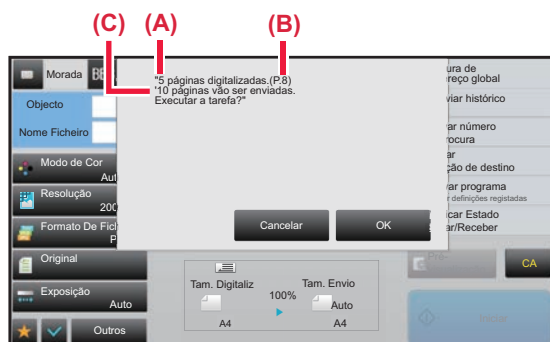 (C) (A) (B)
Morada
"5 páginas digitalizadas.(P.8)
"10 páginas vão ser enviadas.
Executar a tarefa?"
Objecto
Nome Ficheiro
Modo de Cor
Resolução
200
Formato De Fich
P
Original
Exposição
Auto
Outros
Cancelar
OK
Tam. Digitaliz
100%
Tam. Envio
Auto
A4
A4
ura de
reço global
viar histórico
ar número
rocura
ar
ção de destino
ar programa
r definições registadas
icar Estado
ar/Receber
Pré-
CA
Iniciar